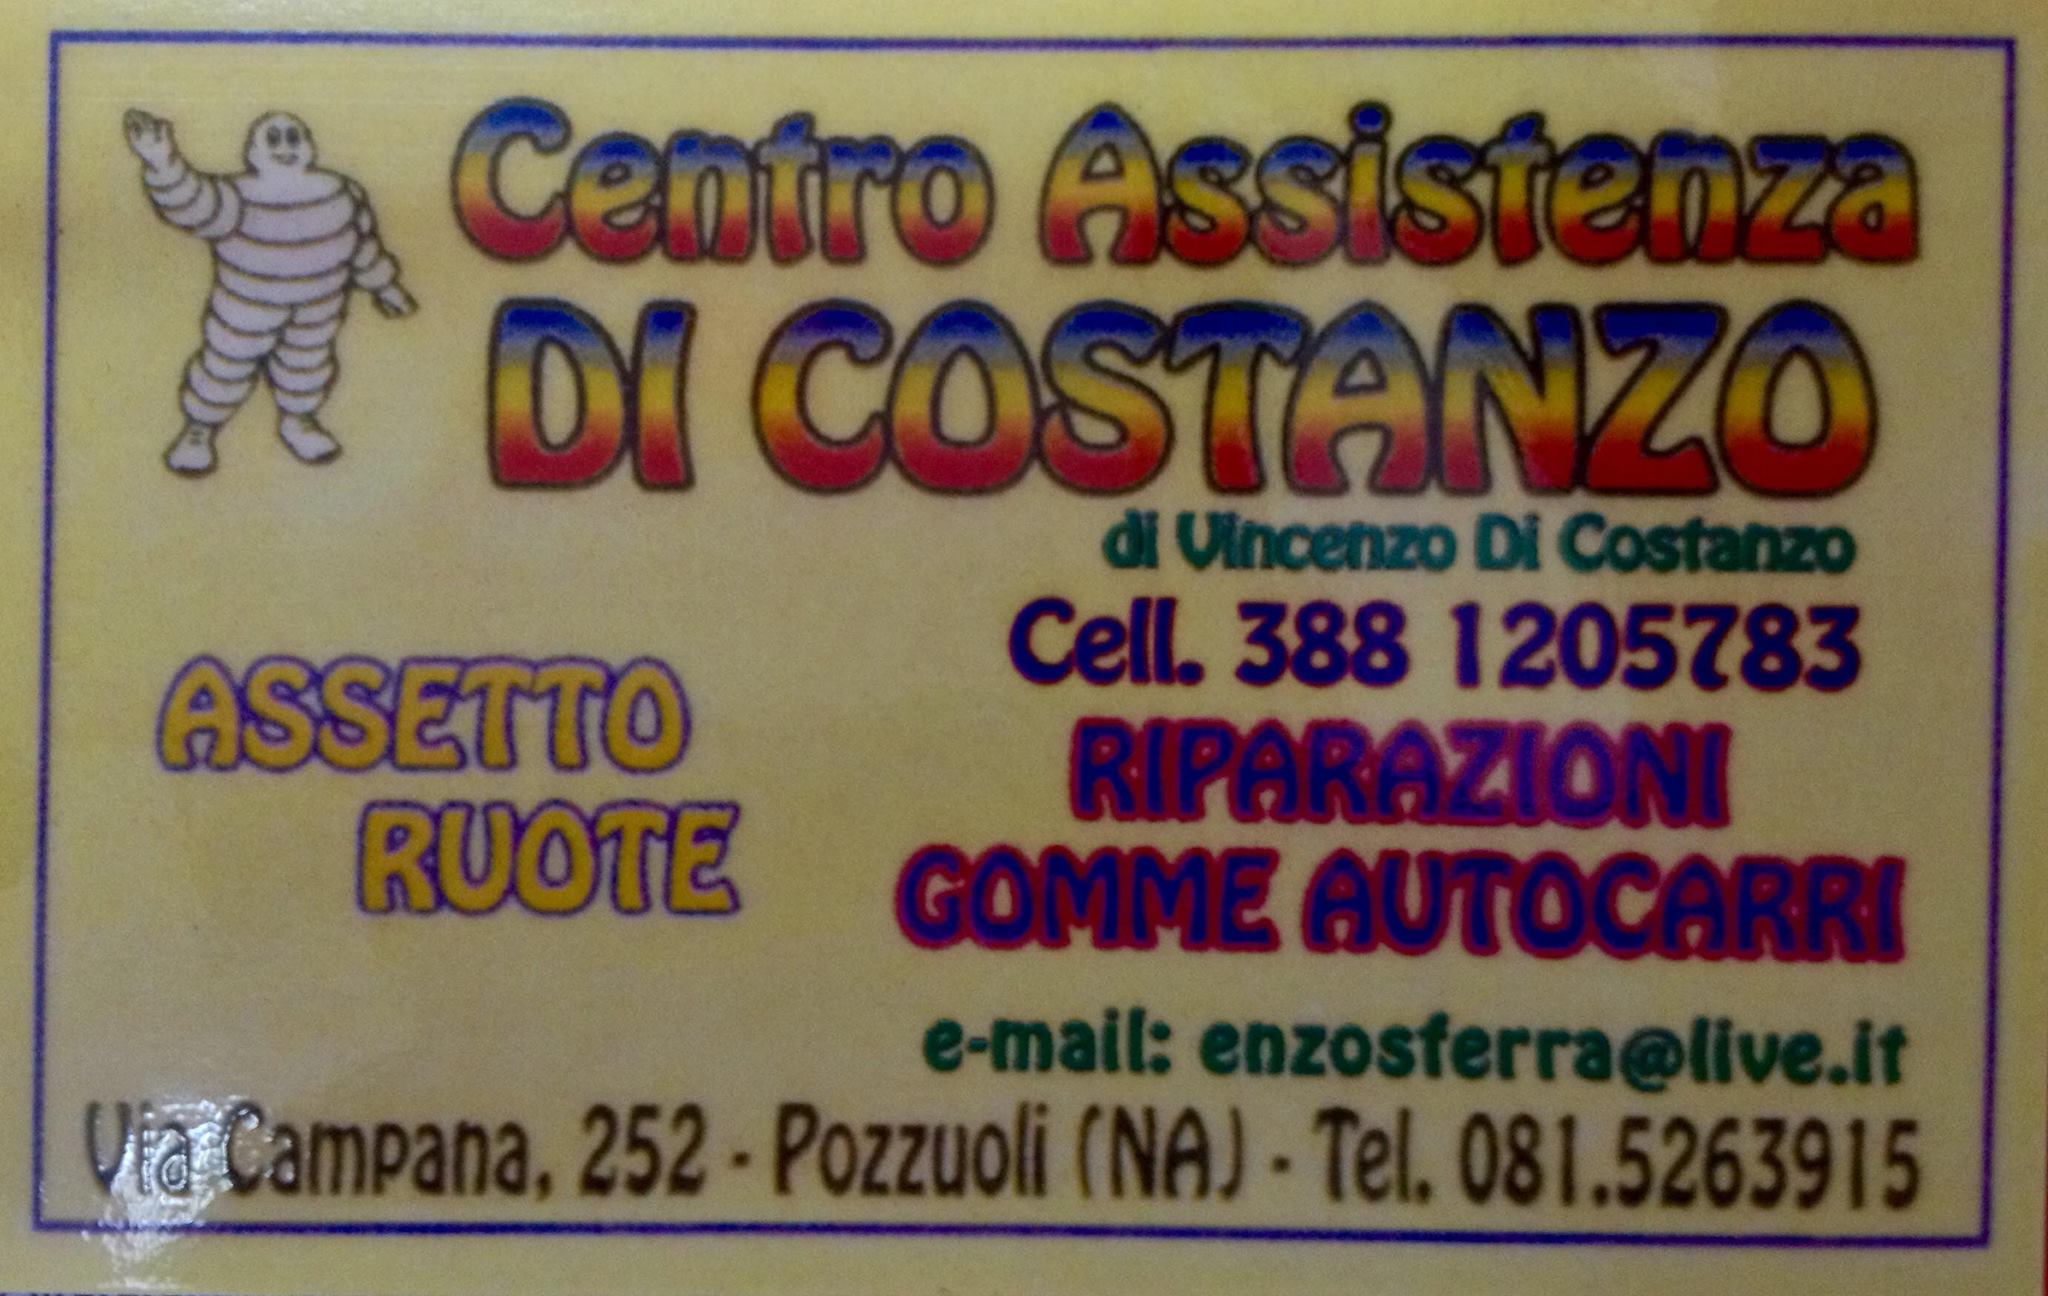 Centro Assistenza
DI COSTANZO
di Vincenzo Di Costanzo
Cell. 388 1205783
ASSETTO
RUOTE
RIPARAZIONI
GOMME AUTOCARRI
e-mail: enzosferra@live.it
Via Campana, 252 - Pozzuoli (NA) - Tel. 081.5263915